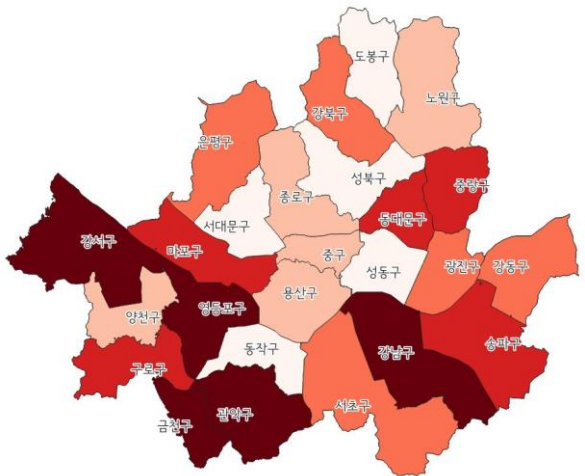 도봉구
노원구
강북구
은평구
성북구
중랑구
종로구
동대문구
서대문구
강서구
마포구
중구
성동구
광진구
강동구
양천구
영등포구
용산구
동작구
강남구
송파구
구로구
서초구
금천구
관악구